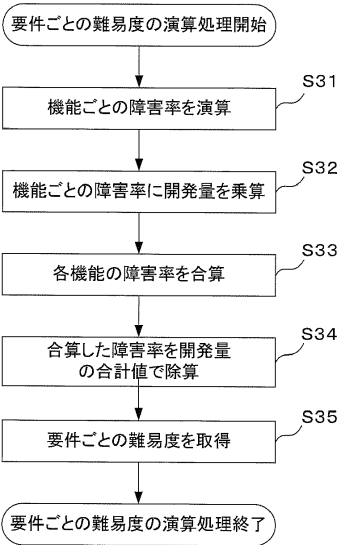 要件ごとの難易度の演算処理開始
S31
機能ごとの障害率を演算
S32
機能ごとの障害率に開発量を乗算
S33
各機能の障害率を合算
S34
合算した障害率を開発量
の合計値で除算
S35
要件ごとの難易度を取得
要件ごとの難易度の演算処理終了